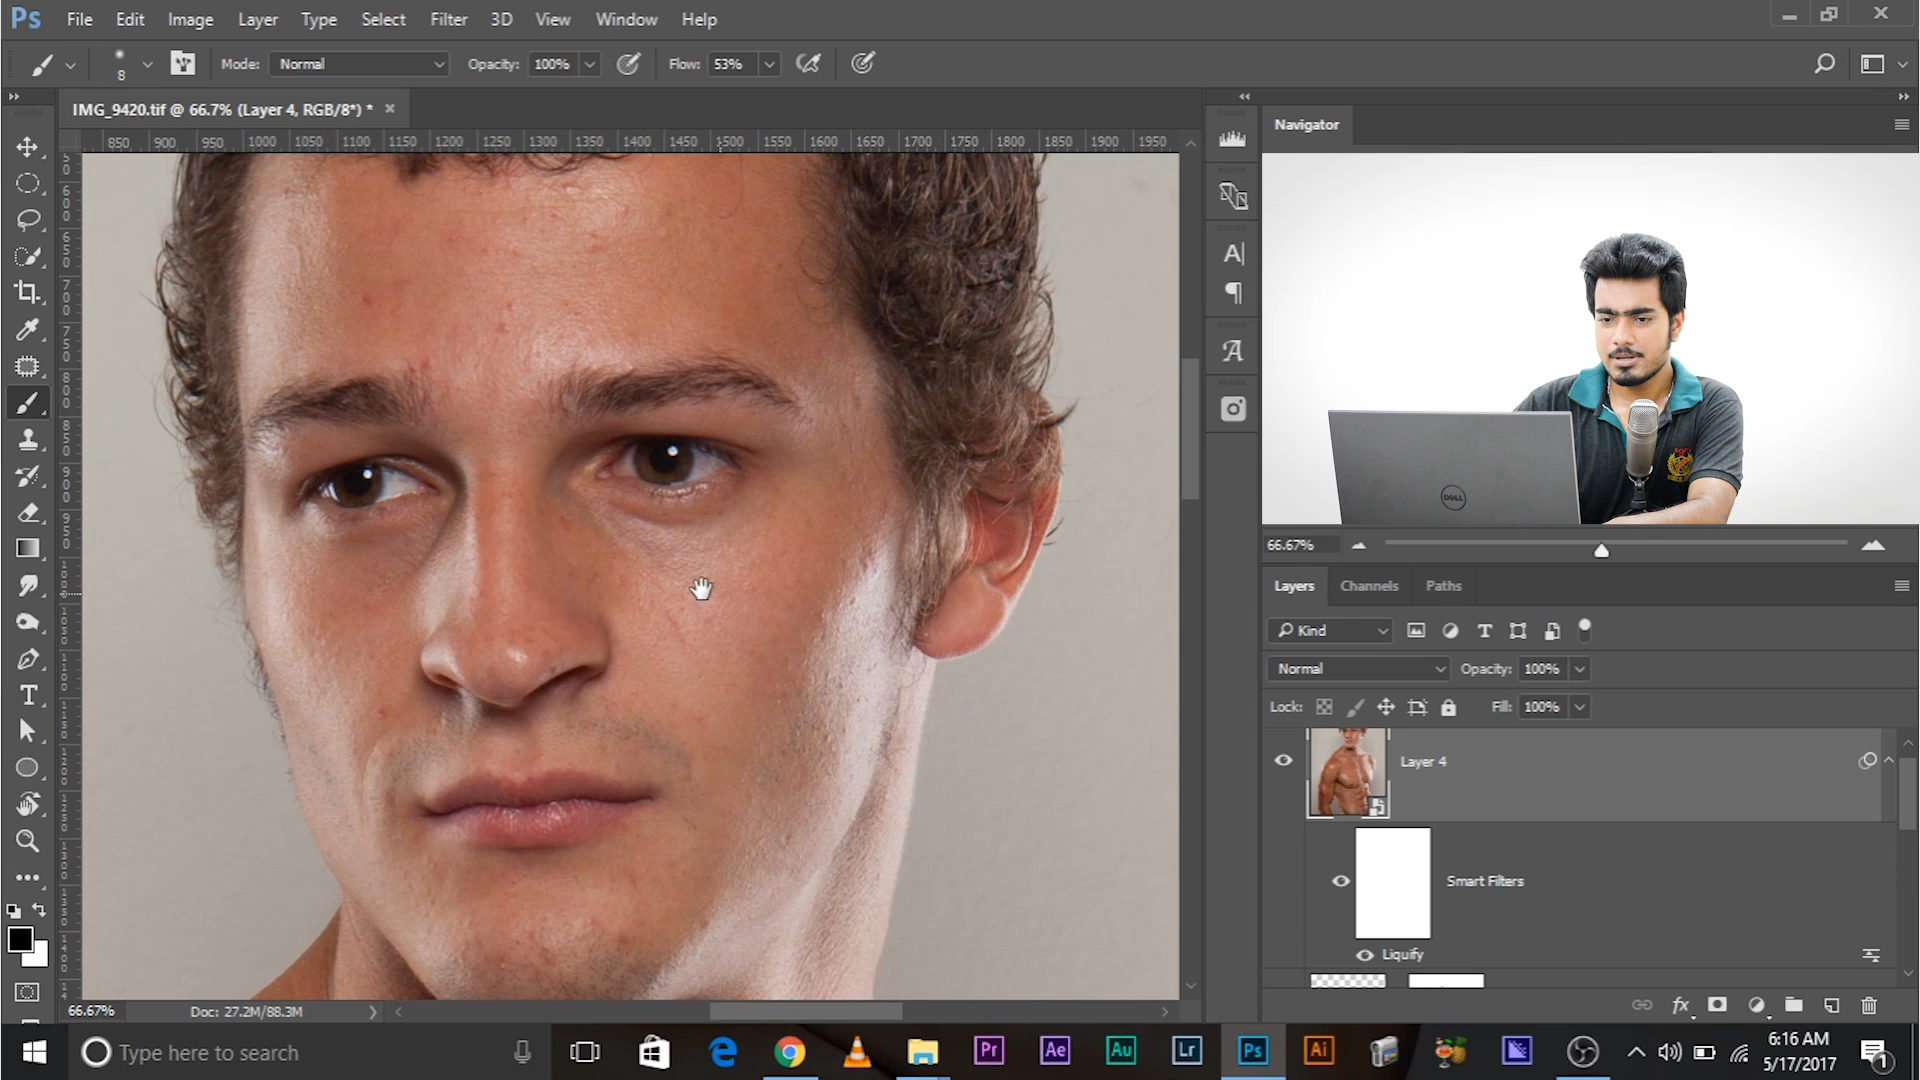 Ps File Edit Image Layer Type Select Filter 3D View Window Help
8 Mode: Normal Opacity: 100% Flow: 53%
IMG_9420.tif @ 66.7% (Layer 4, RGB/8*) *
850 900 950 1000 1050 1100 1150 1200 1250 1300 1350 1400 1450 1500 1550 1600 1650 1700 1750 1800 1850 1900 1950
Navigator
DELL
66.67%
Layers Channels Paths
Kind
Normal Opacity: 100%
Lock: Fill: 100%
Layer 4
Smart Filters
Liquify
66.67% Doc: 27.2M/88.3M
Type here to search
Pr Ae Au Lr Ps Ai
6:16 AM
5/17/2017
1